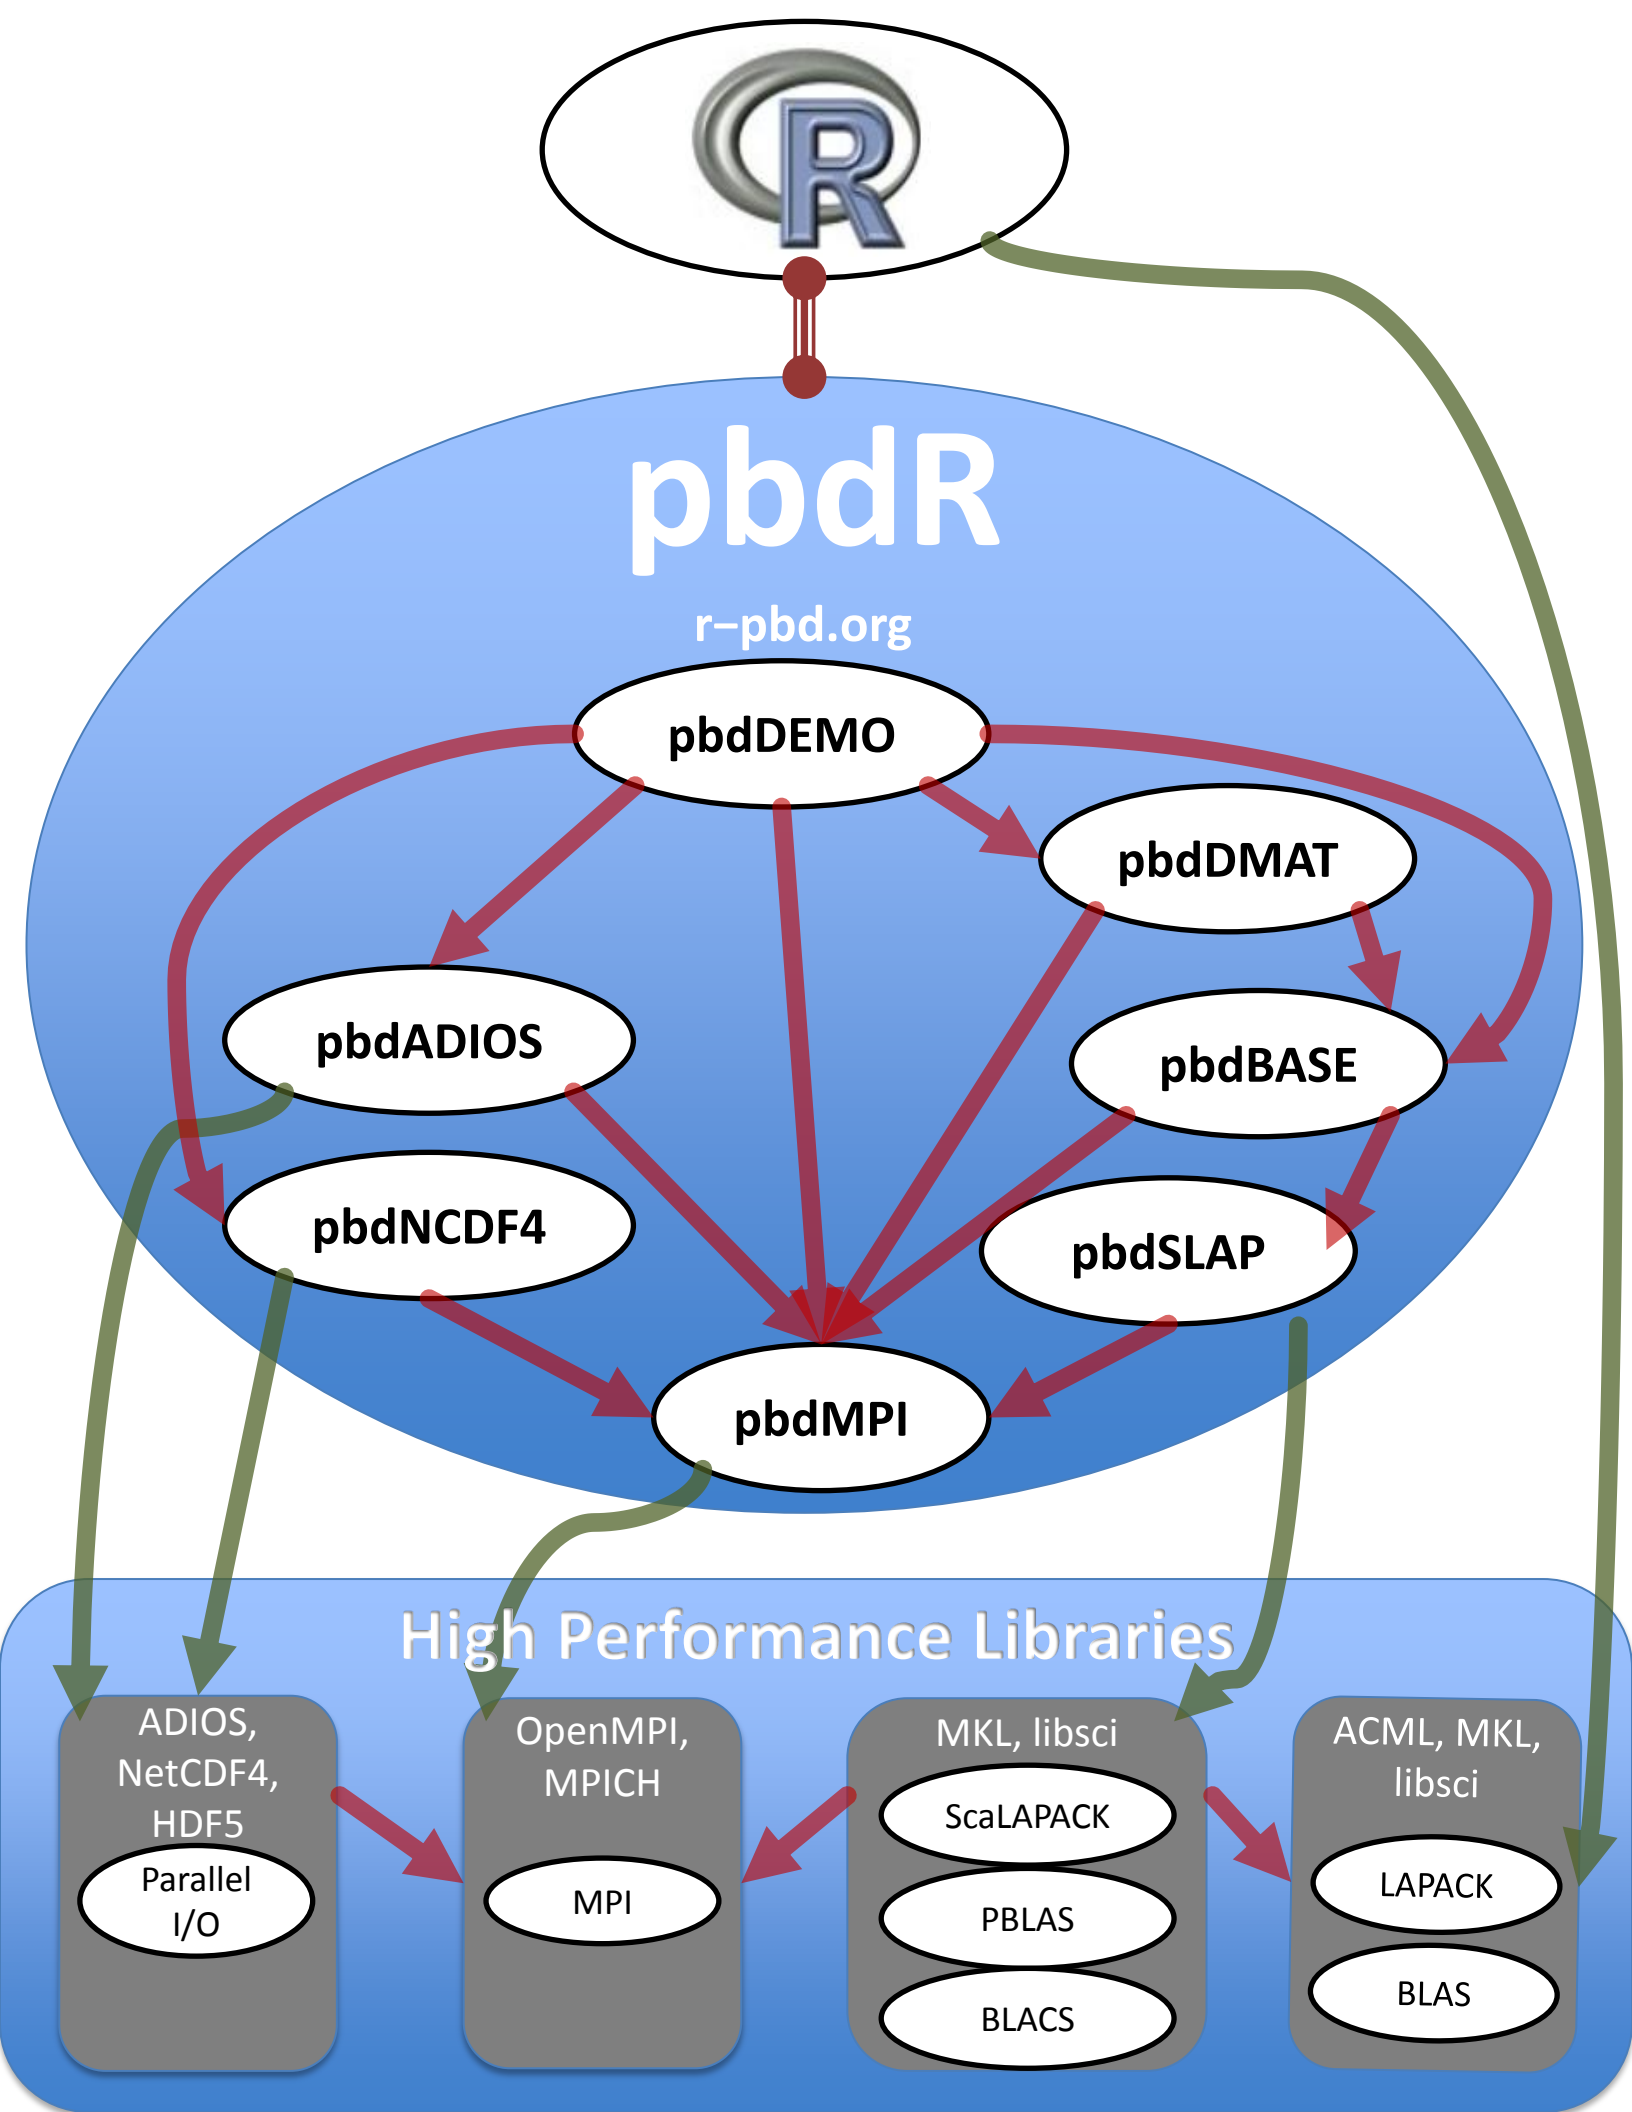 R
pbdR
r–pbd.org
pbdDEMO
pbdDMAT
pbdADIOS
pbdBASE
pbdNCDF4
pbdSLAP
pbdMPI
High Performance Libraries
ADIOS,
NetCDF4,
HDF5
Parallel
I/O
OpenMPI,
MPICH
MPI
MKL, libsci
ScaLAPACK
PBLAS
BLACS
ACML, MKL,
libsci
LAPACK
BLAS